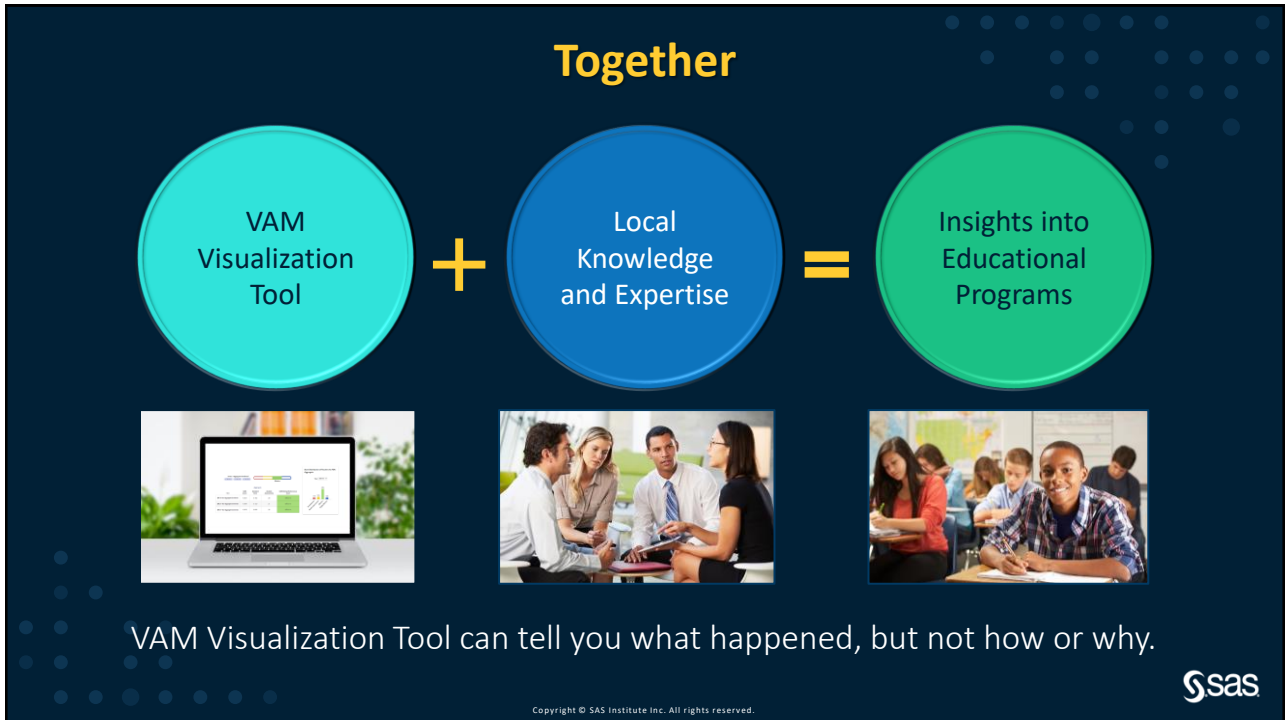 Together
VAM
Visualization
Tool
+
Local
Knowledge
and Expertise
=
Insights into
Educational
Programs
VAM Visualization Tool can tell you what happened, but not how or why.
sas
Copyright © SAS Institute Inc. All rights reserved.